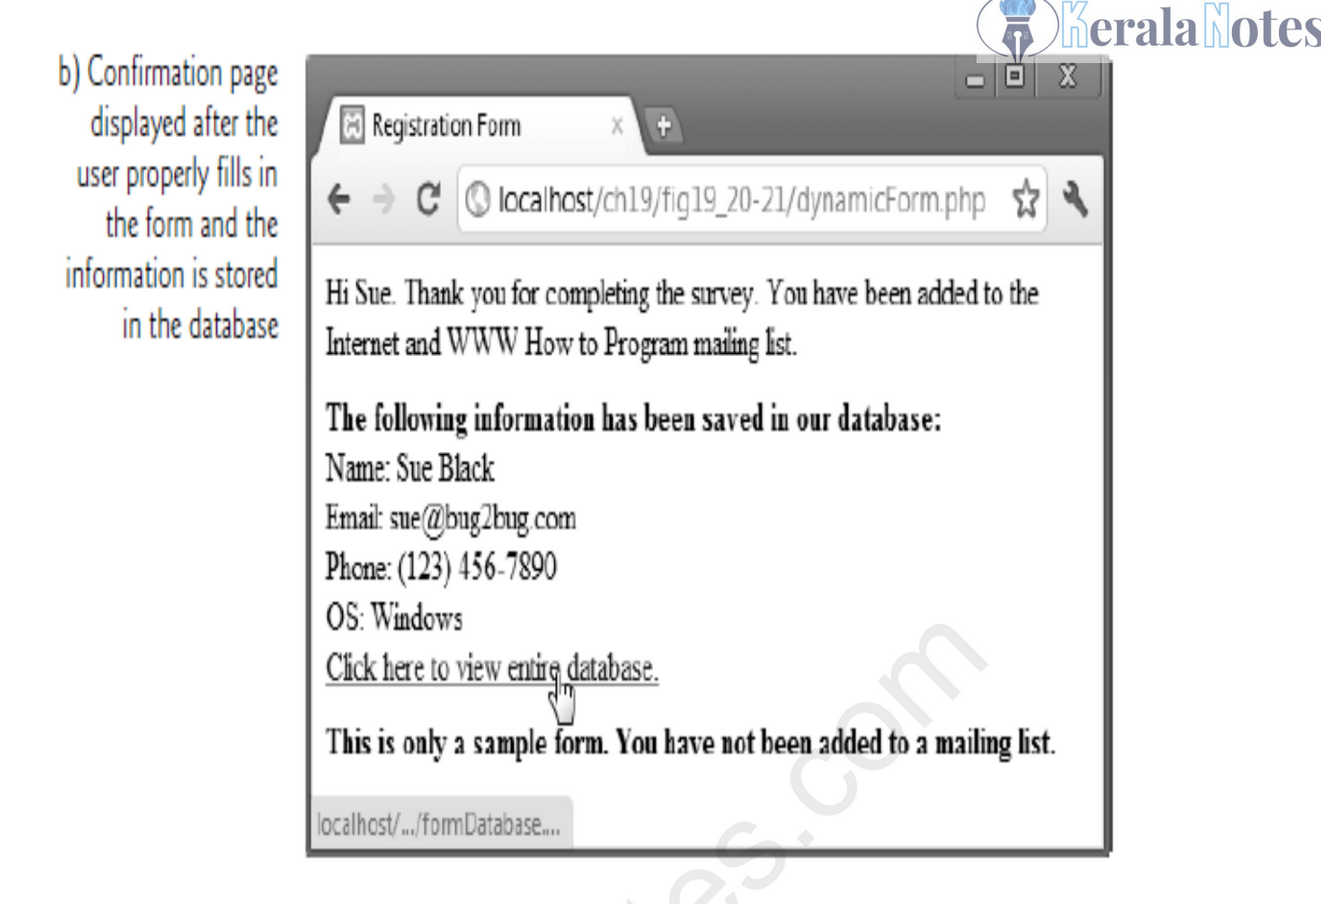 KeralaNotes
b) Confirmation page
displayed after the
user properly fills in
the form and the
information is stored
in the database
Registration Form
localhost/ch19/fig19_20-21/dynamicForm.php
Hi Sue. Thank you for completing the survey. You have been added to the
Internet and WWW How to Program mailing list.
The following information has been saved in our database:
Name: Sue Black
Email: sue@bug2bug.com
Phone: (123) 456-7890
OS: Windows
Click here to view entire database.
This is only a sample form. You have not been added to a mailing list.
localhost/.../formDatabase....
es.com